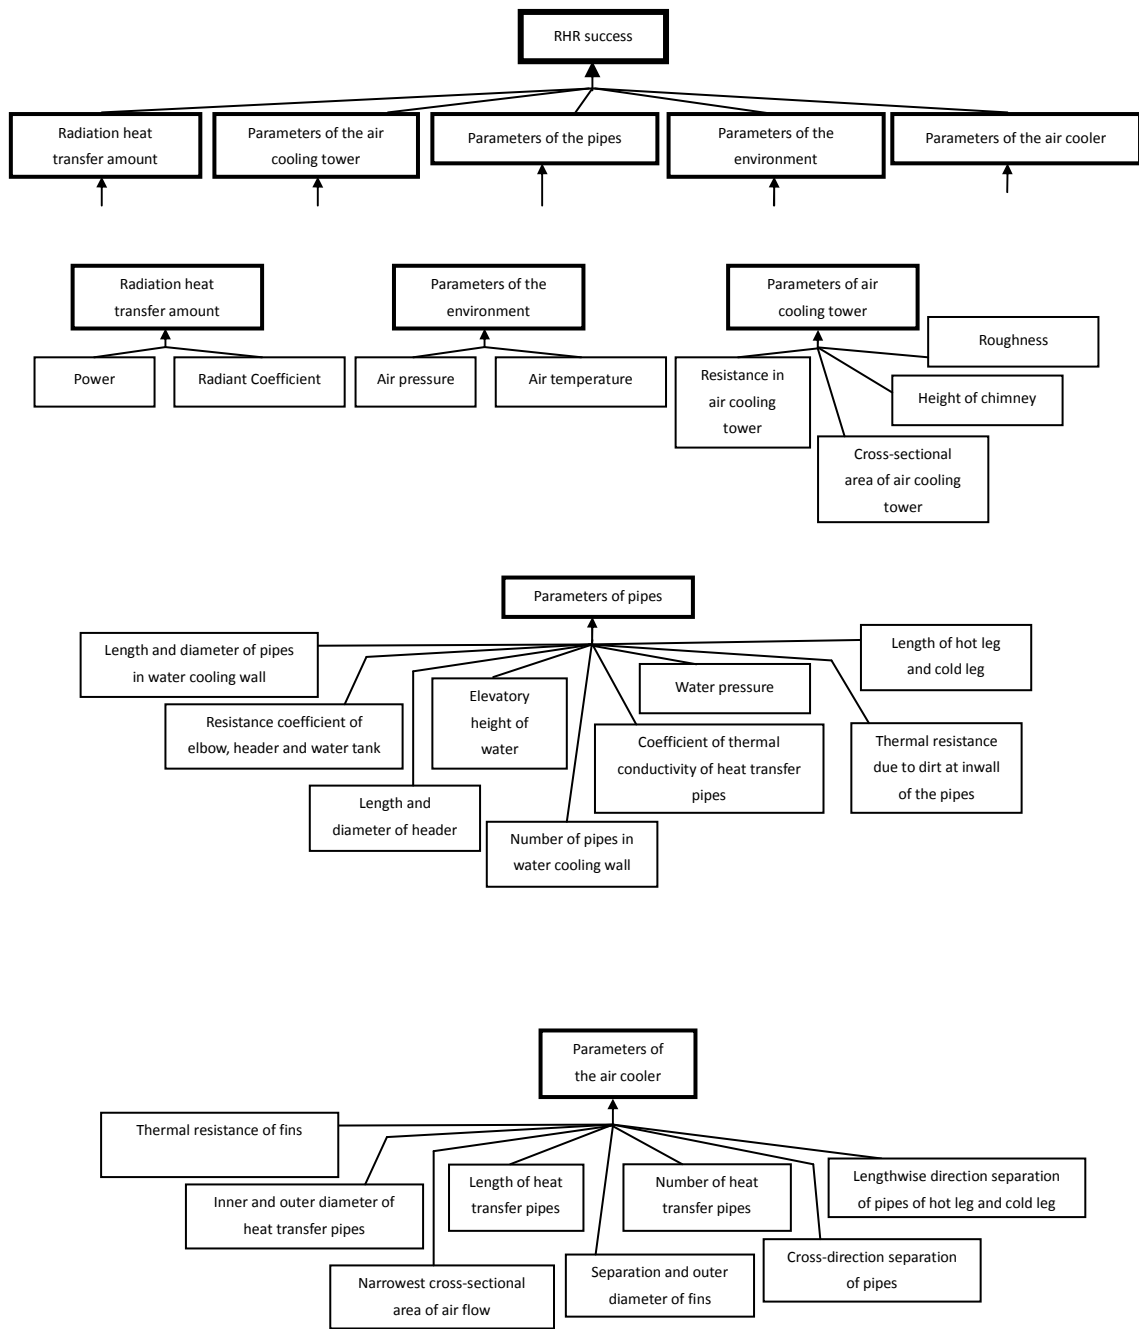 RHR success
Radiation heat
transfer amount
Parameters of the air
cooling tower
Parameters of the pipes
Parameters of the
environment
Parameters of the air cooler
Radiation heat
transfer amount
Parameters of the
environment
Parameters of air
cooling tower
Power
Radiant Coefficient
Air pressure
Air temperature
Resistance in
air cooling
tower
Roughness
Height of chimney
Cross-sectional
area of air cooling
tower
Parameters of pipes
Length and diameter of pipes
in water cooling wall
Resistance coefficient of
elbow, header and water tank
Length and
diameter of header
Elevatory
height of
water
Number of pipes in
water cooling wall
Water pressure
Coefficient of thermal
conductivity of heat transfer
pipes
Length of hot leg
and cold leg
Thermal resistance
due to dirt at inwall
of the pipes
Parameters of
the air cooler
Thermal resistance of fins
Inner and outer diameter of
heat transfer pipes
Narrowest cross-sectional
area of air flow
Length of heat
transfer pipes
Separation and outer
diameter of fins
Number of heat
transfer pipes
Cross-direction separation
of pipes
Lengthwise direction separation
of pipes of hot leg and cold leg